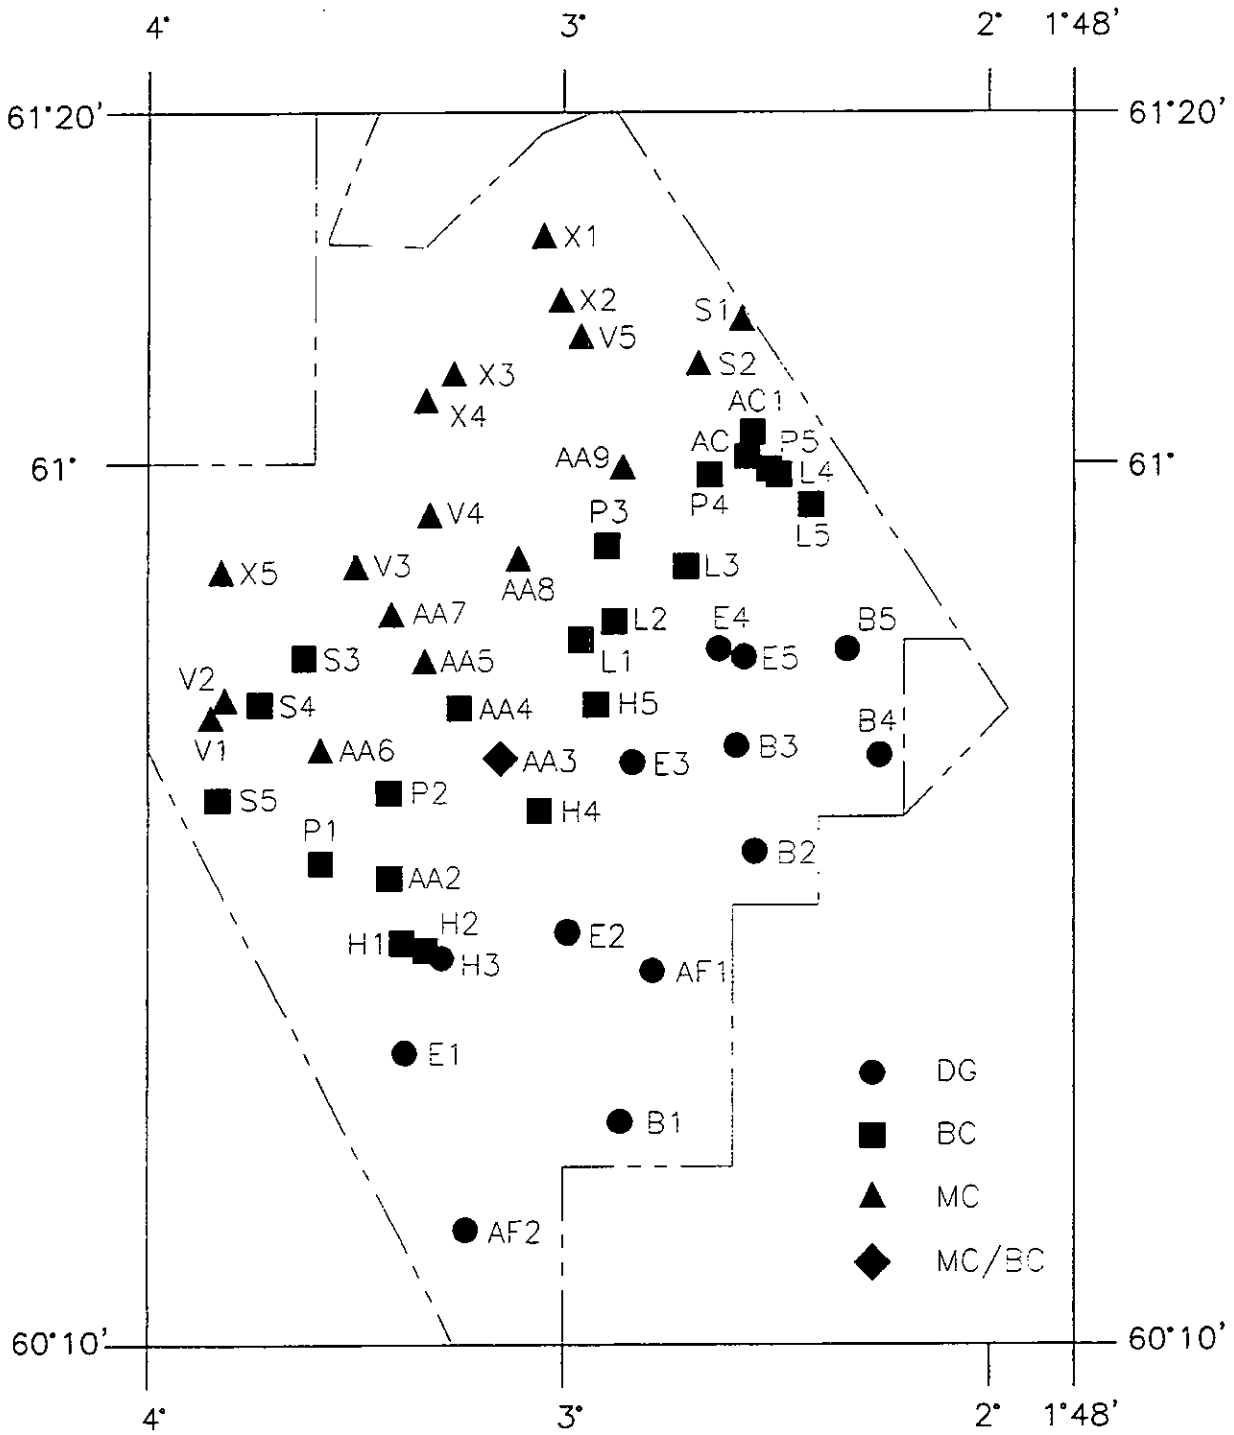 4° 3° 2° 1°48'
61°20' 61°20'
X1
X2
S1
V5
S2
X3
AC1
X4
AC P5
61° AA9 L4 61°
P4
P3 L5
V4
X5 V3 L3
AA8
AA7 L2 E4 B5
S3 AA5 L1 E5
V2
S4 AA4 H5 B4
V1 AA6 AA3 E3 B3
S5 P2 H4
P1 B2
AA2
H1 H2 E2
H3 AF1
E1
DG
B1
BC
MC
AF2
MC/BC
60°10' 60°10'
4° 3° 2° 1°48'